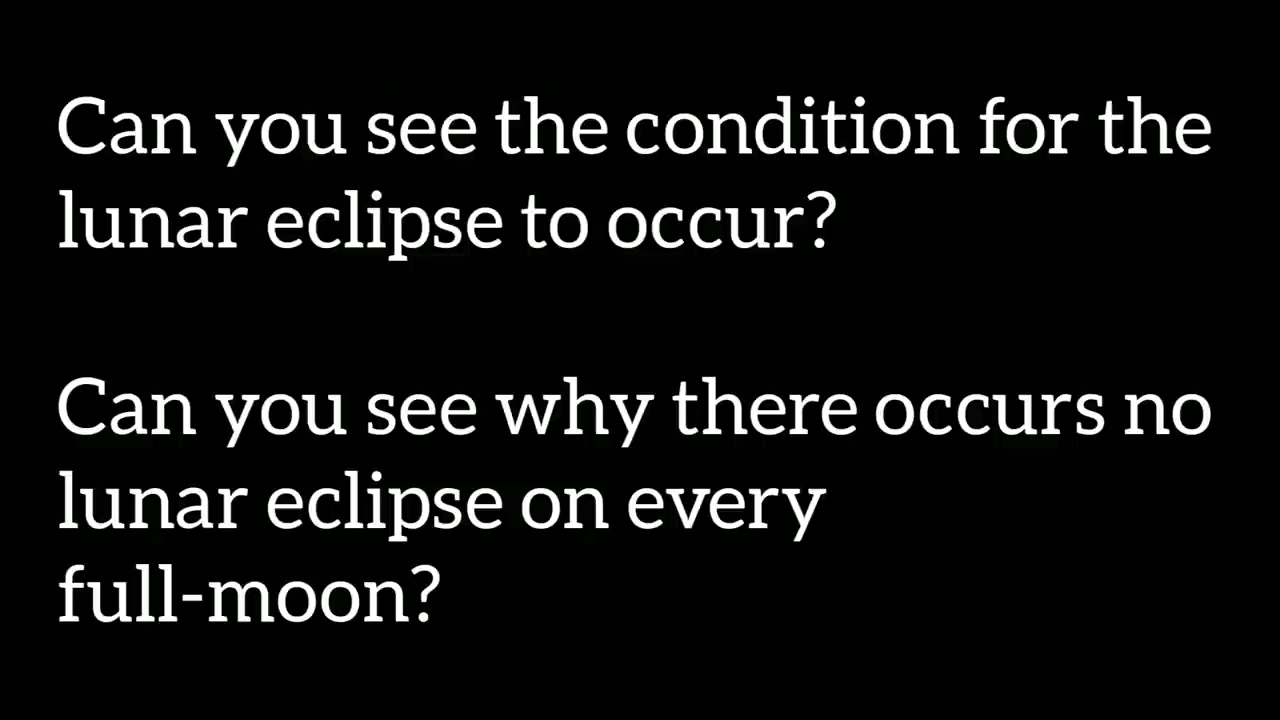 Can you see the condition for the
lunar eclipse to occur?
Can you see why there occurs no
lunar eclipse on every
full-moon?